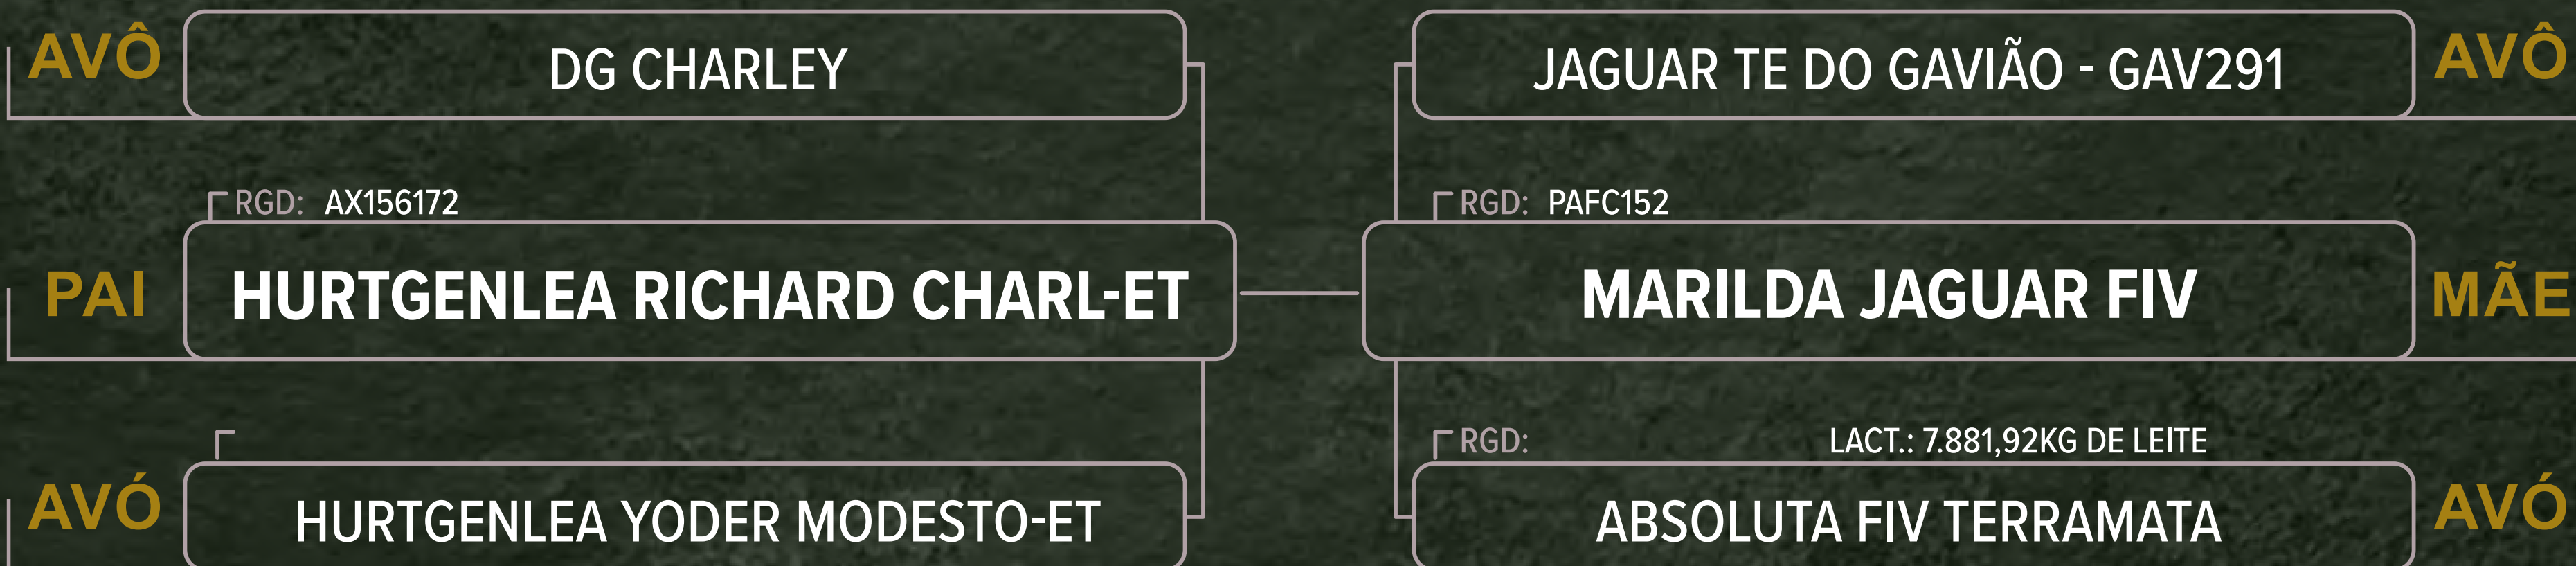 AVÔ DG CHARLEY JAGUAR TE DO GAVIÃO - GAV291 AVÔ
RGD: AX156172 RGD: PAFC152
PAI HURTGENLEA RICHARD CHARL-ET MARILDA JAGUAR FIV MÃE
RGD: LACT.: 7.881,92KG DE LEITE
AVÓ HURTGENLEA YODER MODESTO-ET ABSOLUTA FIV TERRAMATA AVÓ